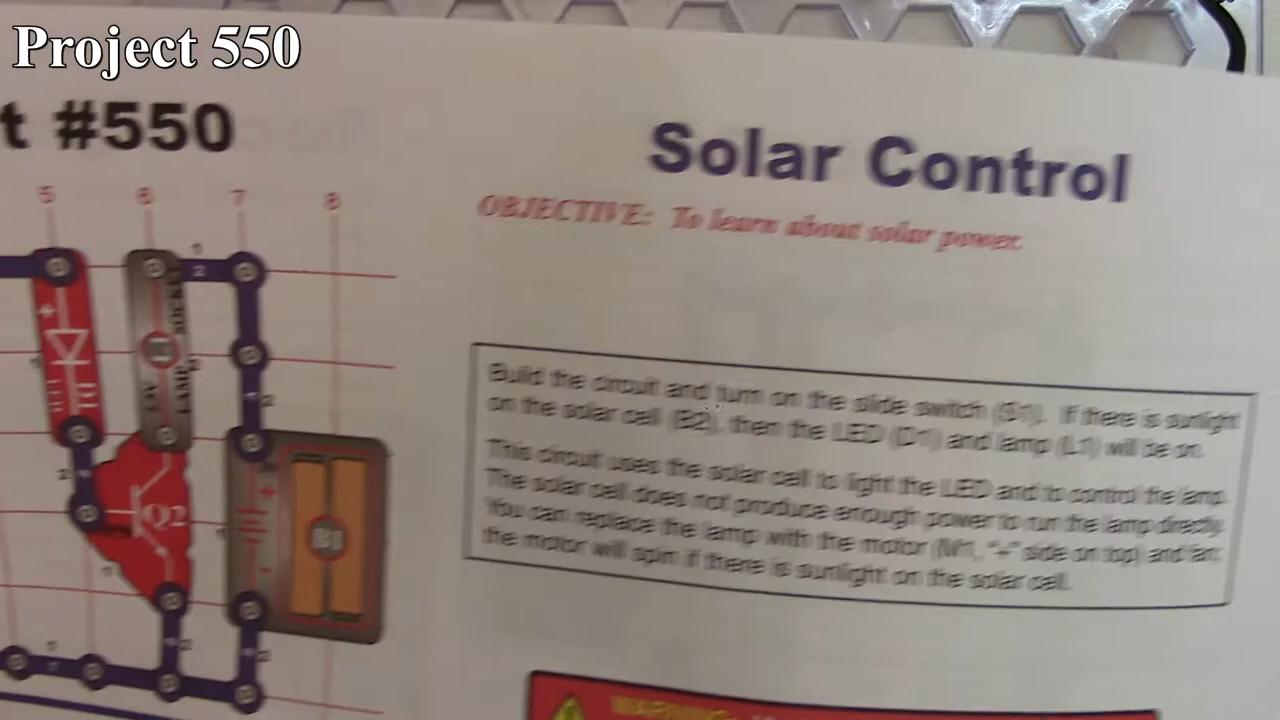 Project 550
t #550
Solar Control
OBJECTIVE: To learn about solar power.
5 6 7 8
Build the circuit and turn on the slide switch (S1). If there is sunlight
on the solar cell (B2), then the LED (D1) and lamp (L1) will be on.
This circuit uses the solar cell to light the LED and to control the lamp.
The solar cell does not produce enough power to run the lamp directly.
You can replace the lamp with the motor (M1, "+" side on top) and fan;
the motor will spin if there is sunlight on the solar cell.
LAMP SOCKET
Q2
B1
WARNING: